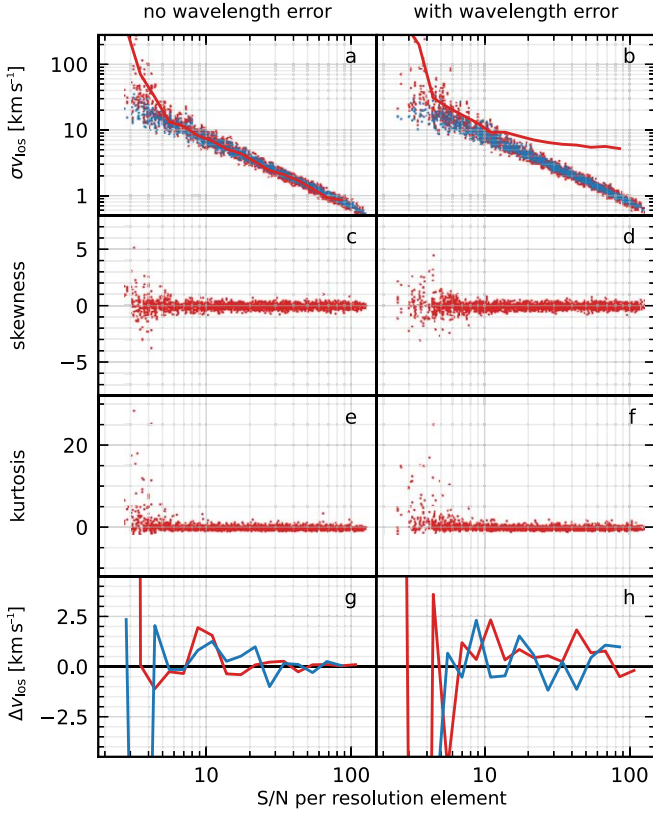 no wavelength error with wavelength error
a b
100
10
1
σv_los [km s⁻¹]
c d
5
0
−5
skewness
e f
20
0
kurtosis
g h
2.5
0.0
−2.5
Δv_los [km s⁻¹]
10 100 10 100
S/N per resolution element